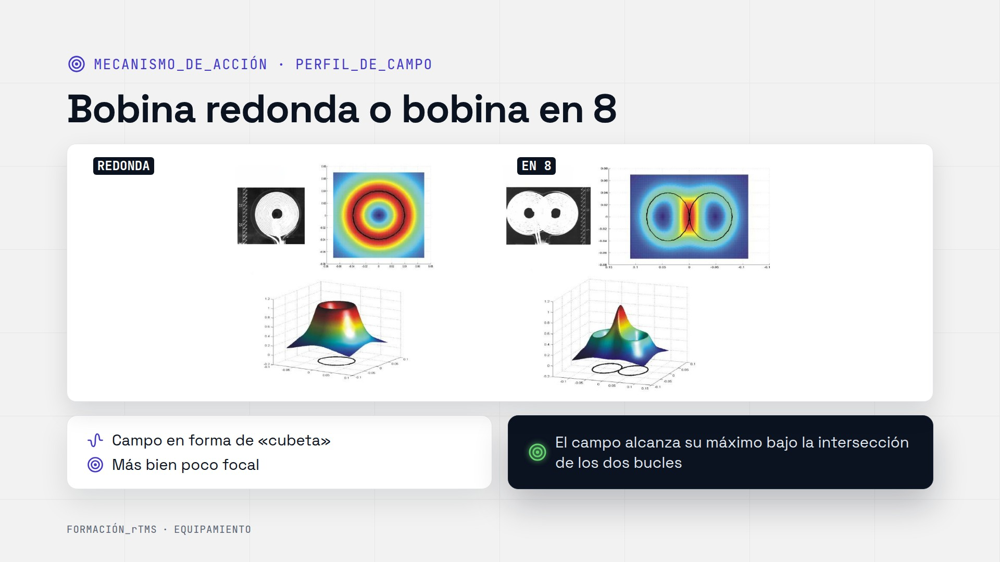 MECANISMO_DE_ACCIÓN · PERFIL_DE_CAMPO
Bobina redonda o bobina en 8
REDONDA
EN 8
Campo en forma de «cubeta»
Más bien poco focal
El campo alcanza su máximo bajo la intersección
de los dos bucles
FORMACIÓN_rTMS · EQUIPAMIENTO